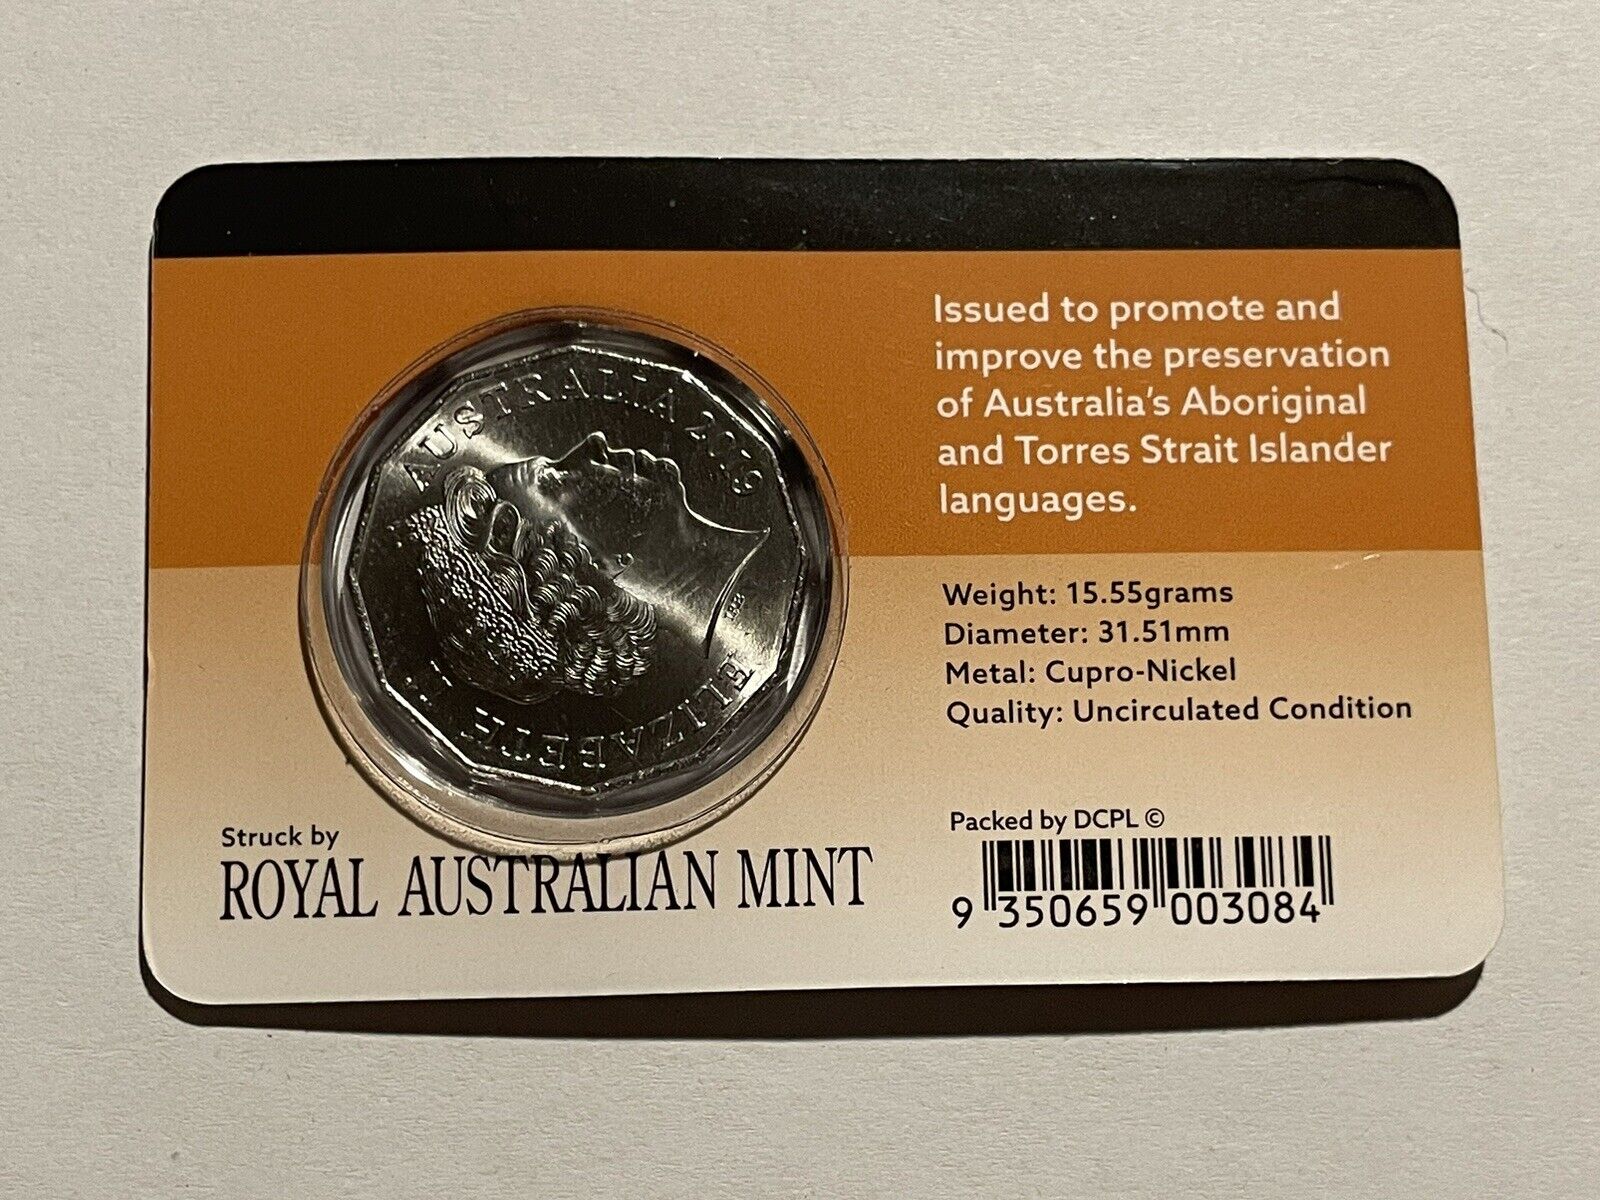 AUSTRALIA 2019
ELIZABETH II
Issued to promote and
improve the preservation
of Australia's Aboriginal
and Torres Strait Islander
languages.
Weight: 15.55grams
Diameter: 31.51mm
Metal: Cupro-Nickel
Quality: Uncirculated Condition
Struck by
ROYAL AUSTRALIAN MINT
Packed by DCPL ©
9 350659 003084